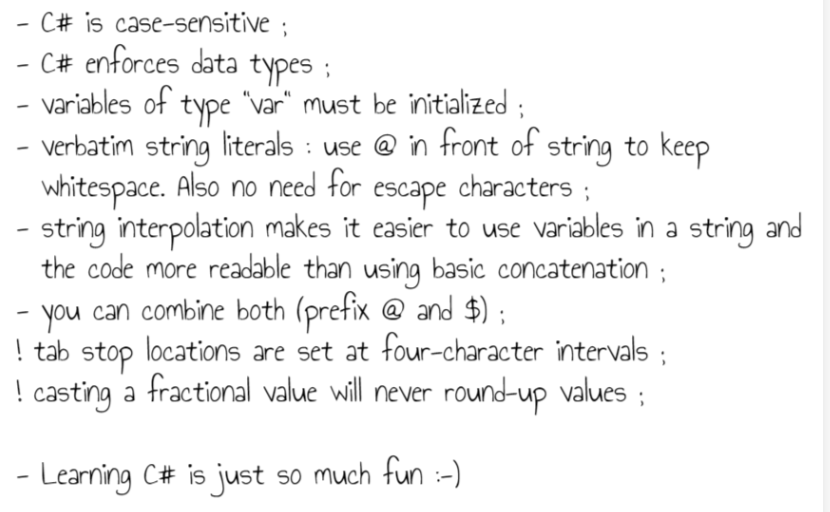 - C# is case-sensitive ;
- C# enforces data types ;
- variables of type "var" must be initialized ;
- verbatim string literals : use @ in front of string to keep
whitespace. Also no need for escape characters ;
- string interpolation makes it easier to use variables in a string and
the code more readable than using basic concatenation ;
- you can combine both (prefix @ and $) ;
! tab stop locations are set at four-character intervals ;
! casting a fractional value will never round-up values ;
- Learning C# is just so much fun :-)